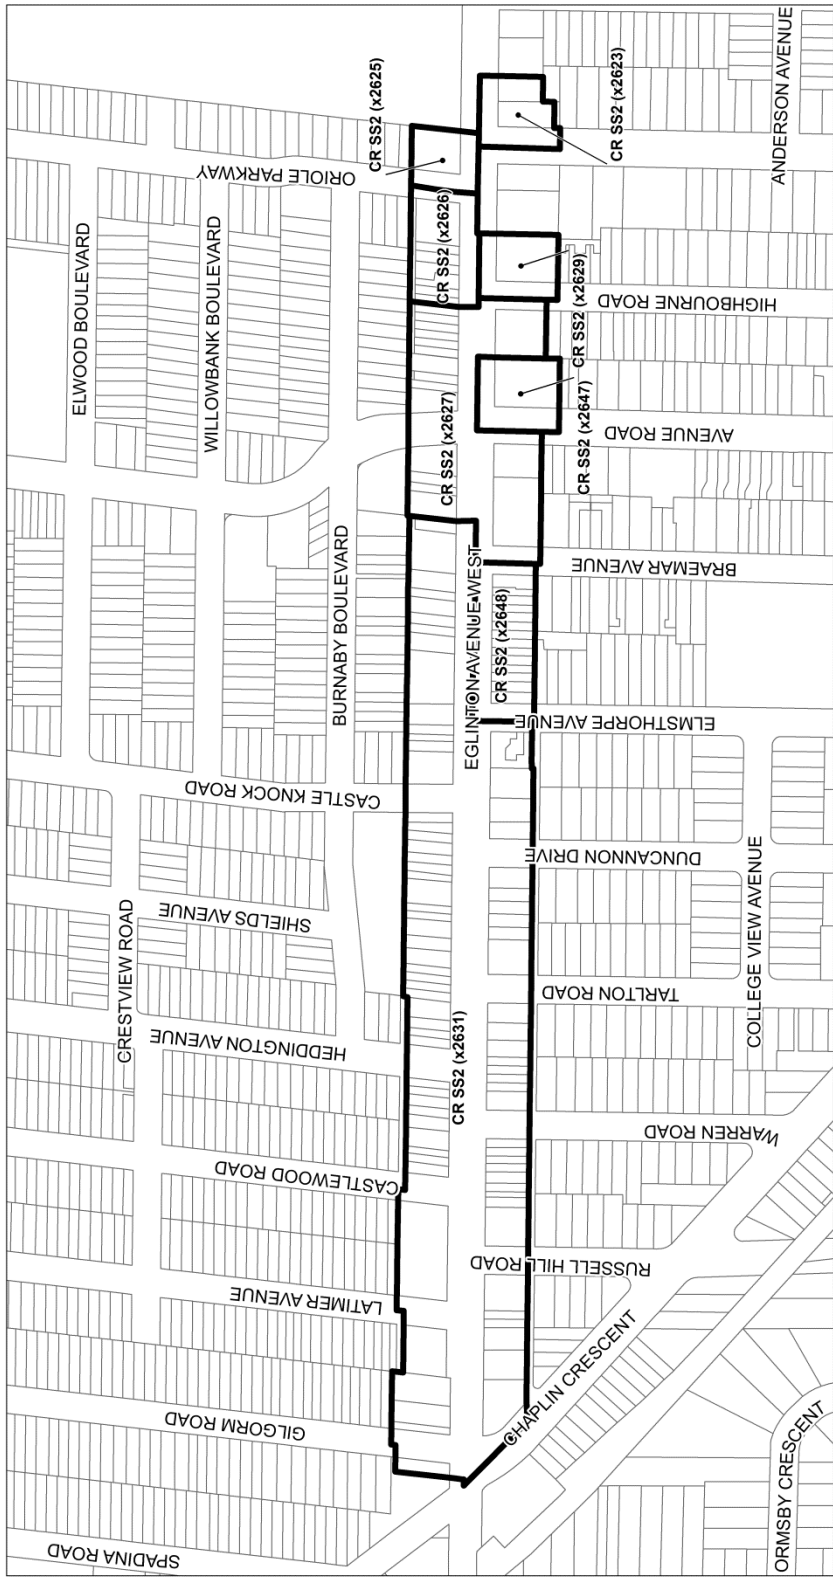 ELWOOD BOULEVARD
WILLOWBANK BOULEVARD
BURNABY BOULEVARD
CRESTVIEW ROAD
SPADINA ROAD
GILGORM ROAD
LATIMER AVENUE
CASTLEWOOD ROAD
HEDDINGTON AVENUE
SHIELDS AVENUE
CASTLE KNOCK ROAD
ORIOLE PARKWAY
CR SS2 (x2625)
CR SS2 (x2626)
CR SS2 (x2627)
CR SS2 (x2631)
EGLINTON AVENUE WEST
CR SS2 (x2648)
CR SS2 (x2647)
CR SS2 (x2629)
CR SS2 (x2623)
CHAPLIN CRESCENT
RUSSELL HILL ROAD
WARREN ROAD
TARLTON ROAD
DUNCANNON DRIVE
ELMSTHORPE AVENUE
BRAEMAR AVENUE
AVENUE ROAD
HIGHBOURNE ROAD
ANDERSON AVENUE
COLLEGE VIEW AVENUE
ORMSBY CRESCENT